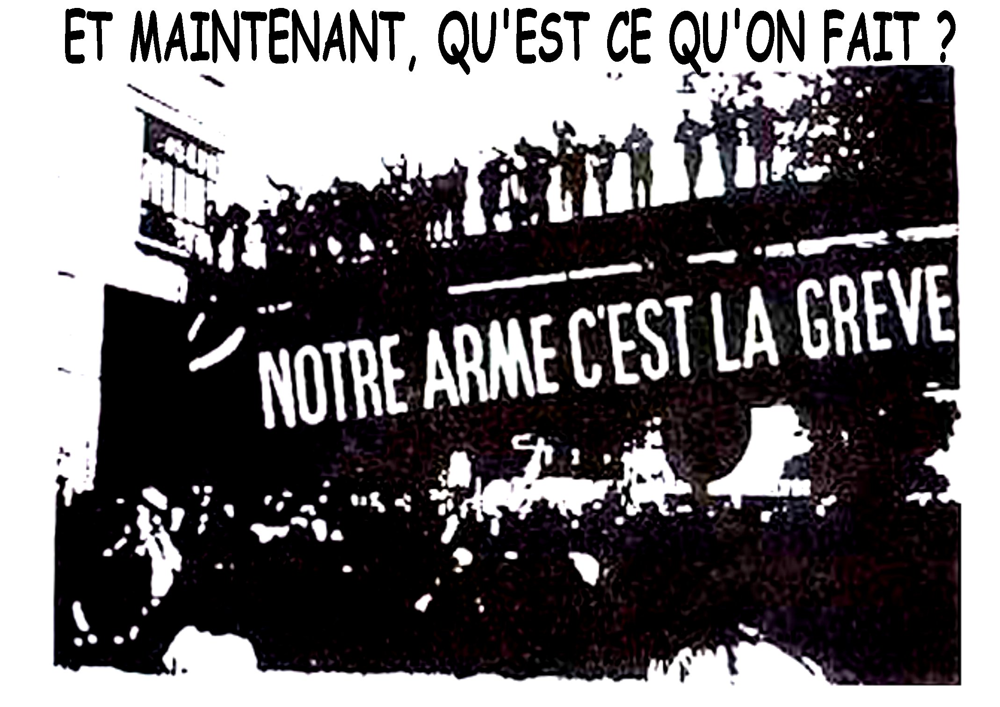 ET MAINTENANT, QU'EST CE QU'ON FAIT ?
NOTRE ARME C'EST LA GREVE